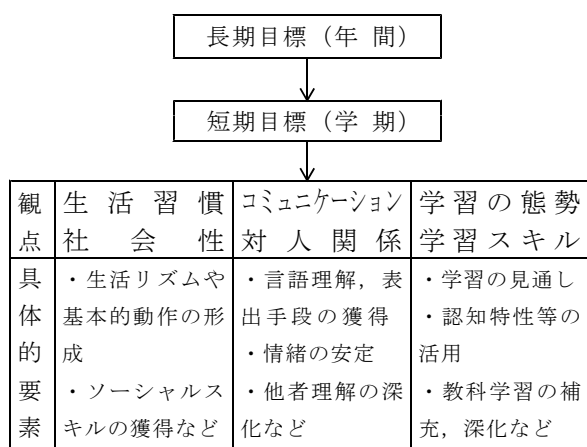 長期目標（年 間）
短期目標（学 期）
観点
生活習慣
社会性
コミュニケーション
対人関係
学習の態勢
学習スキル
具体的要素
・生活リズムや
基本的動作の形
成
・ソーシャルス
キルの獲得など
・言語理解，表
出手段の獲得
・情緒の安定
・他者理解の深
化など
・学習の見通し
・認知特性等の
活用
・教科学習の補
充，深化など